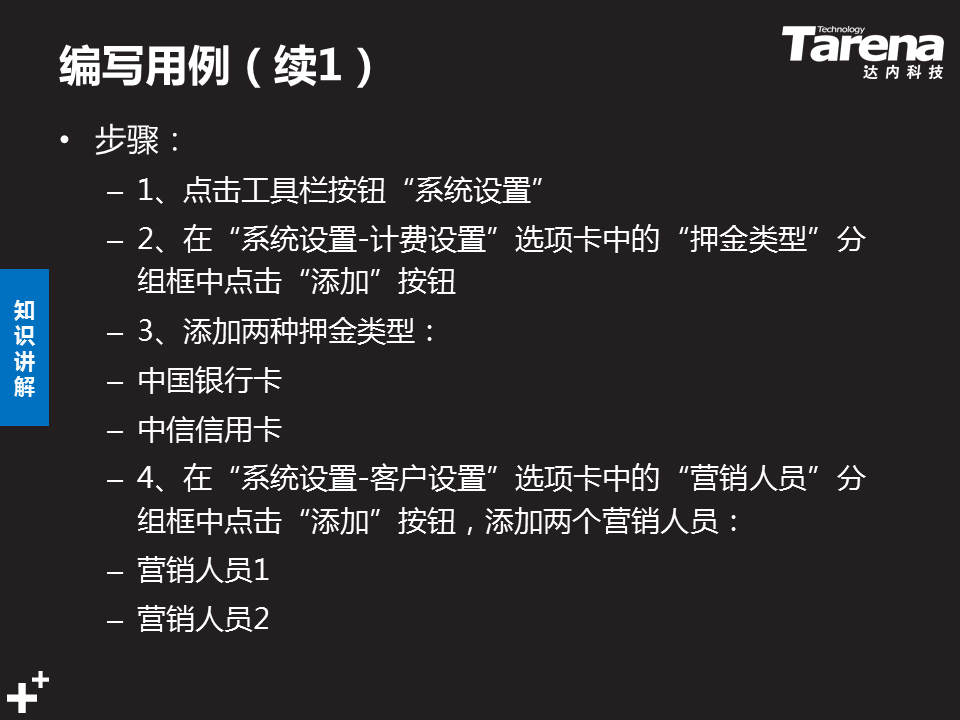 编写用例（续1）
Technology
Tarena
达内科技
• 步骤：
– 1、点击工具栏按钮“系统设置”
– 2、在“系统设置-计费设置”选项卡中的“押金类型”分
组框中点击“添加”按钮
– 3、添加两种押金类型：
– 中国银行卡
– 中信信用卡
– 4、在“系统设置-客户设置”选项卡中的“营销人员”分
组框中点击“添加”按钮，添加两个营销人员：
– 营销人员1
– 营销人员2
知识讲解